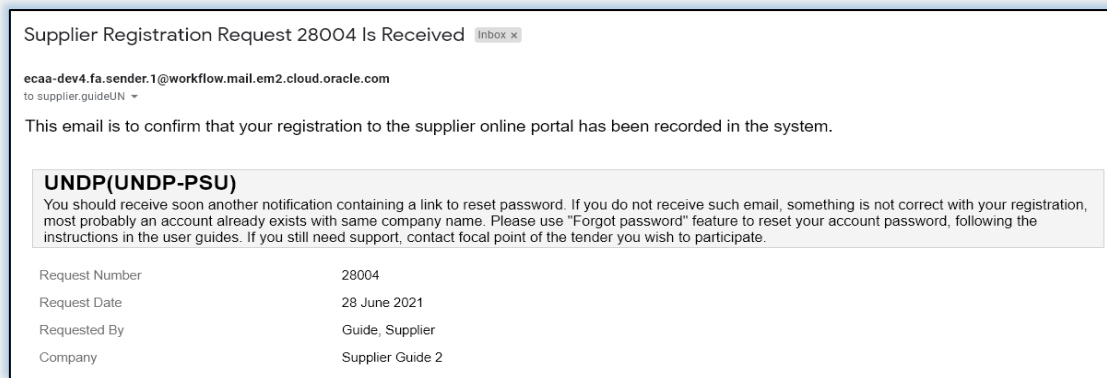 Supplier Registration Request 28004 Is Received Inbox x
ecaa-dev4.fa.sender.1@workflow.mail.em2.cloud.oracle.com
to supplier.guideUN
This email is to confirm that your registration to the supplier online portal has been recorded in the system.
UNDP(UNDP-PSU)
You should receive soon another notification containing a link to reset password. If you do not receive such email, something is not correct with your registration,
most probably an account already exists with same company name. Please use "Forgot password" feature to reset your account password, following the
instructions in the user guides. If you still need support, contact focal point of the tender you wish to participate.
Request Number 28004
Request Date 28 June 2021
Requested By Guide, Supplier
Company Supplier Guide 2